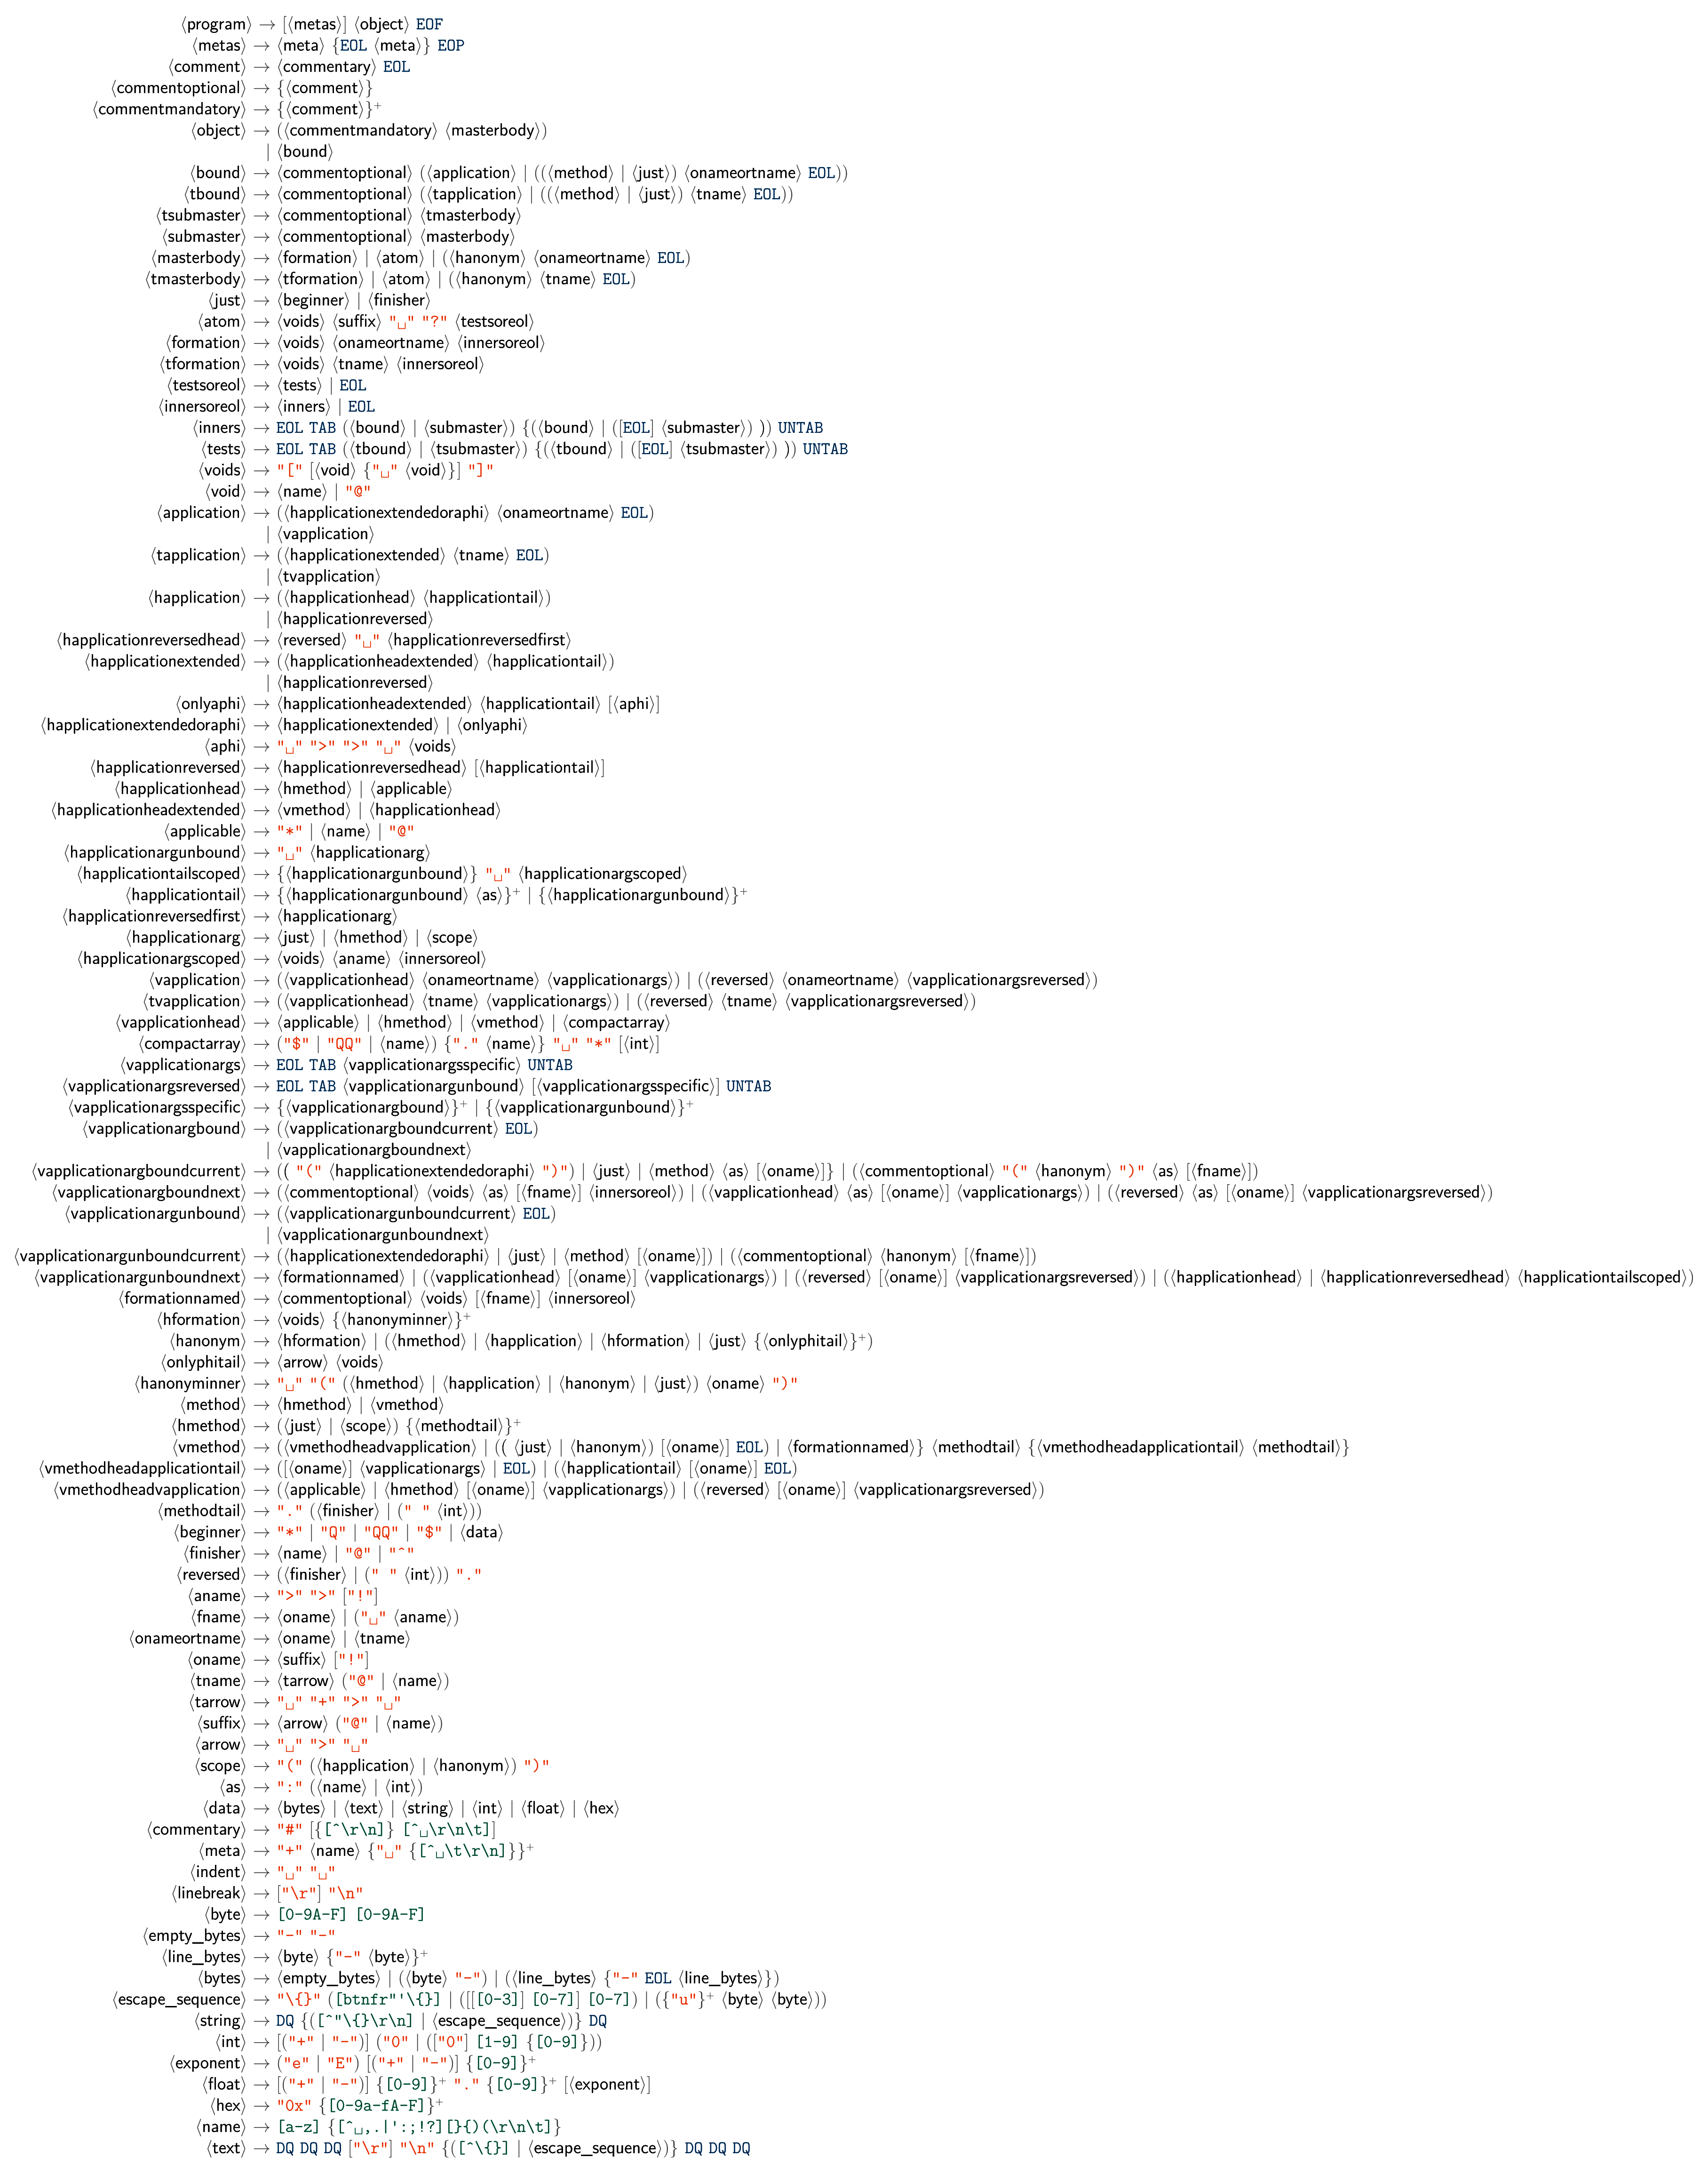 ⟨program⟩ → [⟨metas⟩] ⟨object⟩ EOF
⟨metas⟩ → ⟨meta⟩ {EOL ⟨meta⟩} EOP
⟨comment⟩ → ⟨commentary⟩ EOL
⟨commentoptional⟩ → {⟨comment⟩}
⟨commentmandatory⟩ → {⟨comment⟩}⁺
⟨object⟩ → (⟨commentmandatory⟩ ⟨masterbody⟩)
| ⟨bound⟩
⟨bound⟩ → ⟨commentoptional⟩ (⟨application⟩ | ((⟨method⟩ | ⟨just⟩) ⟨onameortname⟩ EOL))
⟨tbound⟩ → ⟨commentoptional⟩ (⟨tapplication⟩ | ((⟨method⟩ | ⟨just⟩) ⟨tname⟩ EOL))
⟨tsubmaster⟩ → ⟨commentoptional⟩ ⟨tmasterbody⟩
⟨submaster⟩ → ⟨commentoptional⟩ ⟨masterbody⟩
⟨masterbody⟩ → ⟨formation⟩ | ⟨atom⟩ | (⟨hanonym⟩ ⟨onameortname⟩ EOL)
⟨tmasterbody⟩ → ⟨tformation⟩ | ⟨atom⟩ | (⟨hanonym⟩ ⟨tname⟩ EOL)
⟨just⟩ → ⟨beginner⟩ | ⟨finisher⟩
⟨atom⟩ → ⟨voids⟩ ⟨suffix⟩ "␣" "?" ⟨testsoreol⟩
⟨formation⟩ → ⟨voids⟩ ⟨onameortname⟩ ⟨innersoreol⟩
⟨tformation⟩ → ⟨voids⟩ ⟨tname⟩ ⟨innersoreol⟩
⟨testsoreol⟩ → ⟨tests⟩ | EOL
⟨innersoreol⟩ → ⟨inners⟩ | EOL
⟨inners⟩ → EOL TAB (⟨bound⟩ | ⟨submaster⟩) {(⟨bound⟩ | ([EOL] ⟨submaster⟩) )) UNTAB
⟨tests⟩ → EOL TAB (⟨tbound⟩ | ⟨tsubmaster⟩) {(⟨tbound⟩ | ([EOL] ⟨tsubmaster⟩) )) UNTAB
⟨voids⟩ → "[" [⟨void⟩ {"␣" ⟨void⟩}] "]"
⟨void⟩ → ⟨name⟩ | "@"
⟨application⟩ → (⟨happlicationextendedoraphi⟩ ⟨onameortname⟩ EOL)
| ⟨vapplication⟩
⟨tapplication⟩ → (⟨happlicationextended⟩ ⟨tname⟩ EOL)
| ⟨tvapplication⟩
⟨happlication⟩ → (⟨happlicationhead⟩ ⟨happlicationtail⟩)
| ⟨happlicationreversed⟩
⟨happlicationreversedhead⟩ → ⟨reversed⟩ "␣" ⟨happlicationreversedfirst⟩
⟨happlicationextended⟩ → (⟨happlicationheadextended⟩ ⟨happlicationtail⟩)
| ⟨happlicationreversed⟩
⟨onlyaphi⟩ → ⟨happlicationheadextended⟩ ⟨happlicationtail⟩ [⟨aphi⟩]
⟨happlicationextendedoraphi⟩ → ⟨happlicationextended⟩ | ⟨onlyaphi⟩
⟨aphi⟩ → "␣" ">" ">" "␣" ⟨voids⟩
⟨happlicationreversed⟩ → ⟨happlicationreversedhead⟩ [⟨happlicationtail⟩]
⟨happlicationhead⟩ → ⟨hmethod⟩ | ⟨applicable⟩
⟨happlicationheadextended⟩ → ⟨vmethod⟩ | ⟨happlicationhead⟩
⟨applicable⟩ → "*" | ⟨name⟩ | "@"
⟨happlicationargunbound⟩ → "␣" ⟨happlicationarg⟩
⟨happlicationtailscoped⟩ → {⟨happlicationargunbound⟩} "␣" ⟨happlicationargscoped⟩
⟨happlicationtail⟩ → {⟨happlicationargunbound⟩ ⟨as⟩}⁺ | {⟨happlicationargunbound⟩}⁺
⟨happlicationreversedfirst⟩ → ⟨happlicationarg⟩
⟨happlicationarg⟩ → ⟨just⟩ | ⟨hmethod⟩ | ⟨scope⟩
⟨happlicationargscoped⟩ → ⟨voids⟩ ⟨aname⟩ ⟨innersoreol⟩
⟨vapplication⟩ → (⟨vapplicationhead⟩ ⟨onameortname⟩ ⟨vapplicationargs⟩) | (⟨reversed⟩ ⟨onameortname⟩ ⟨vapplicationargsreversed⟩)
⟨tvapplication⟩ → (⟨vapplicationhead⟩ ⟨tname⟩ ⟨vapplicationargs⟩) | (⟨reversed⟩ ⟨tname⟩ ⟨vapplicationargsreversed⟩)
⟨vapplicationhead⟩ → ⟨applicable⟩ | ⟨hmethod⟩ | ⟨vmethod⟩ | ⟨compactarray⟩
⟨compactarray⟩ → ("$" | "QQ" | ⟨name⟩) {"." ⟨name⟩} "␣" "*" [⟨int⟩]
⟨vapplicationargs⟩ → EOL TAB ⟨vapplicationargsspecific⟩ UNTAB
⟨vapplicationargsreversed⟩ → EOL TAB ⟨vapplicationargunbound⟩ [⟨vapplicationargsspecific⟩] UNTAB
⟨vapplicationargsspecific⟩ → {⟨vapplicationargbound⟩}⁺ | {⟨vapplicationargunbound⟩}⁺
⟨vapplicationargbound⟩ → (⟨vapplicationargboundcurrent⟩ EOL)
| ⟨vapplicationargboundnext⟩
⟨vapplicationargboundcurrent⟩ → (( "(" ⟨happlicationextendedoraphi⟩ ")") | ⟨just⟩ | ⟨method⟩ ⟨as⟩ [⟨oname⟩]} | (⟨commentoptional⟩ "(" ⟨hanonym⟩ ")" ⟨as⟩ [⟨fname⟩])
⟨vapplicationargboundnext⟩ → (⟨commentoptional⟩ ⟨voids⟩ ⟨as⟩ [⟨fname⟩] ⟨innersoreol⟩) | (⟨vapplicationhead⟩ ⟨as⟩ [⟨oname⟩] ⟨vapplicationargs⟩) | (⟨reversed⟩ ⟨as⟩ [⟨oname⟩] ⟨vapplicationargsreversed⟩)
⟨vapplicationargunbound⟩ → (⟨vapplicationargunboundcurrent⟩ EOL)
| ⟨vapplicationargunboundnext⟩
⟨vapplicationargunboundcurrent⟩ → (⟨happlicationextendedoraphi⟩ | ⟨just⟩ | ⟨method⟩ [⟨oname⟩]) | (⟨commentoptional⟩ ⟨hanonym⟩ [⟨fname⟩])
⟨vapplicationargunboundnext⟩ → ⟨formationnamed⟩ | (⟨vapplicationhead⟩ [⟨oname⟩] ⟨vapplicationargs⟩) | (⟨reversed⟩ [⟨oname⟩] ⟨vapplicationargsreversed⟩) | (⟨happlicationhead⟩ | ⟨happlicationreversedhead⟩ ⟨happlicationtailscoped⟩)
⟨formationnamed⟩ → ⟨commentoptional⟩ ⟨voids⟩ [⟨fname⟩] ⟨innersoreol⟩
⟨hformation⟩ → ⟨voids⟩ {⟨hanonyminner⟩}⁺
⟨hanonym⟩ → ⟨hformation⟩ | (⟨hmethod⟩ | ⟨happlication⟩ | ⟨hformation⟩ | ⟨just⟩ {⟨onlyphitail⟩}⁺)
⟨onlyphitail⟩ → ⟨arrow⟩ ⟨voids⟩
⟨hanonyminner⟩ → "␣" "(" (⟨hmethod⟩ | ⟨happlication⟩ | ⟨hanonym⟩ | ⟨just⟩) ⟨oname⟩ ")"
⟨method⟩ → ⟨hmethod⟩ | ⟨vmethod⟩
⟨hmethod⟩ → (⟨just⟩ | ⟨scope⟩) {⟨methodtail⟩}⁺
⟨vmethod⟩ → (⟨vmethodheadvapplication⟩ | (( ⟨just⟩ | ⟨hanonym⟩) [⟨oname⟩] EOL) | ⟨formationnamed⟩} ⟨methodtail⟩ {⟨vmethodheadapplicationtail⟩ ⟨methodtail⟩}
⟨vmethodheadapplicationtail⟩ → ([⟨oname⟩] ⟨vapplicationargs⟩ | EOL) | (⟨happlicationtail⟩ [⟨oname⟩] EOL)
⟨vmethodheadvapplication⟩ → (⟨applicable⟩ | ⟨hmethod⟩ [⟨oname⟩] ⟨vapplicationargs⟩) | (⟨reversed⟩ [⟨oname⟩] ⟨vapplicationargsreversed⟩)
⟨methodtail⟩ → "." (⟨finisher⟩ | (" " ⟨int⟩))
⟨beginner⟩ → "*" | "Q" | "QQ" | "$" | ⟨data⟩
⟨finisher⟩ → ⟨name⟩ | "@" | "^"
⟨reversed⟩ → (⟨finisher⟩ | (" " ⟨int⟩)) "."
⟨aname⟩ → ">" ">" ["!"]
⟨fname⟩ → ⟨oname⟩ | ("␣" ⟨aname⟩)
⟨onameortname⟩ → ⟨oname⟩ | ⟨tname⟩
⟨oname⟩ → ⟨suffix⟩ ["!"]
⟨tname⟩ → ⟨tarrow⟩ ("@" | ⟨name⟩)
⟨tarrow⟩ → "␣" "+" ">" "␣"
⟨suffix⟩ → ⟨arrow⟩ ("@" | ⟨name⟩)
⟨arrow⟩ → "␣" ">" "␣"
⟨scope⟩ → "(" (⟨happlication⟩ | ⟨hanonym⟩) ")"
⟨as⟩ → ":" (⟨name⟩ | ⟨int⟩)
⟨data⟩ → ⟨bytes⟩ | ⟨text⟩ | ⟨string⟩ | ⟨int⟩ | ⟨float⟩ | ⟨hex⟩
⟨commentary⟩ → "#" [{[^\r\n]} [^␣\r\n\t]]
⟨meta⟩ → "+" ⟨name⟩ {"␣" {[^␣\t\r\n]}}⁺
⟨indent⟩ → "␣" "␣"
⟨linebreak⟩ → ["\r"] "\n"
⟨byte⟩ → [0-9A-F] [0-9A-F]
⟨empty_bytes⟩ → "-" "-"
⟨line_bytes⟩ → ⟨byte⟩ {"-" ⟨byte⟩}⁺
⟨bytes⟩ → ⟨empty_bytes⟩ | (⟨byte⟩ "-") | (⟨line_bytes⟩ {"-" EOL ⟨line_bytes⟩})
⟨escape_sequence⟩ → "\{}" ([btnfr"'\{}] | ([[[0-3]] [0-7]] [0-7]) | ({"u"}⁺ ⟨byte⟩ ⟨byte⟩))
⟨string⟩ → DQ {([^"\{}\r\n] | ⟨escape_sequence⟩)} DQ
⟨int⟩ → [("+" | "-")] ("0" | (["0"] [1-9] {[0-9]}))
⟨exponent⟩ → ("e" | "E") [("+" | "-")] {[0-9]}⁺
⟨float⟩ → [("+" | "-")] {[0-9]}⁺ "." {[0-9]}⁺ [⟨exponent⟩]
⟨hex⟩ → "0x" {[0-9a-fA-F]}⁺
⟨name⟩ → [a-z] {[^␣,.|':;!?][}{)(\r\n\t]}
⟨text⟩ → DQ DQ DQ ["\r"] "\n" {([^\{}] | ⟨escape_sequence⟩)} DQ DQ DQ